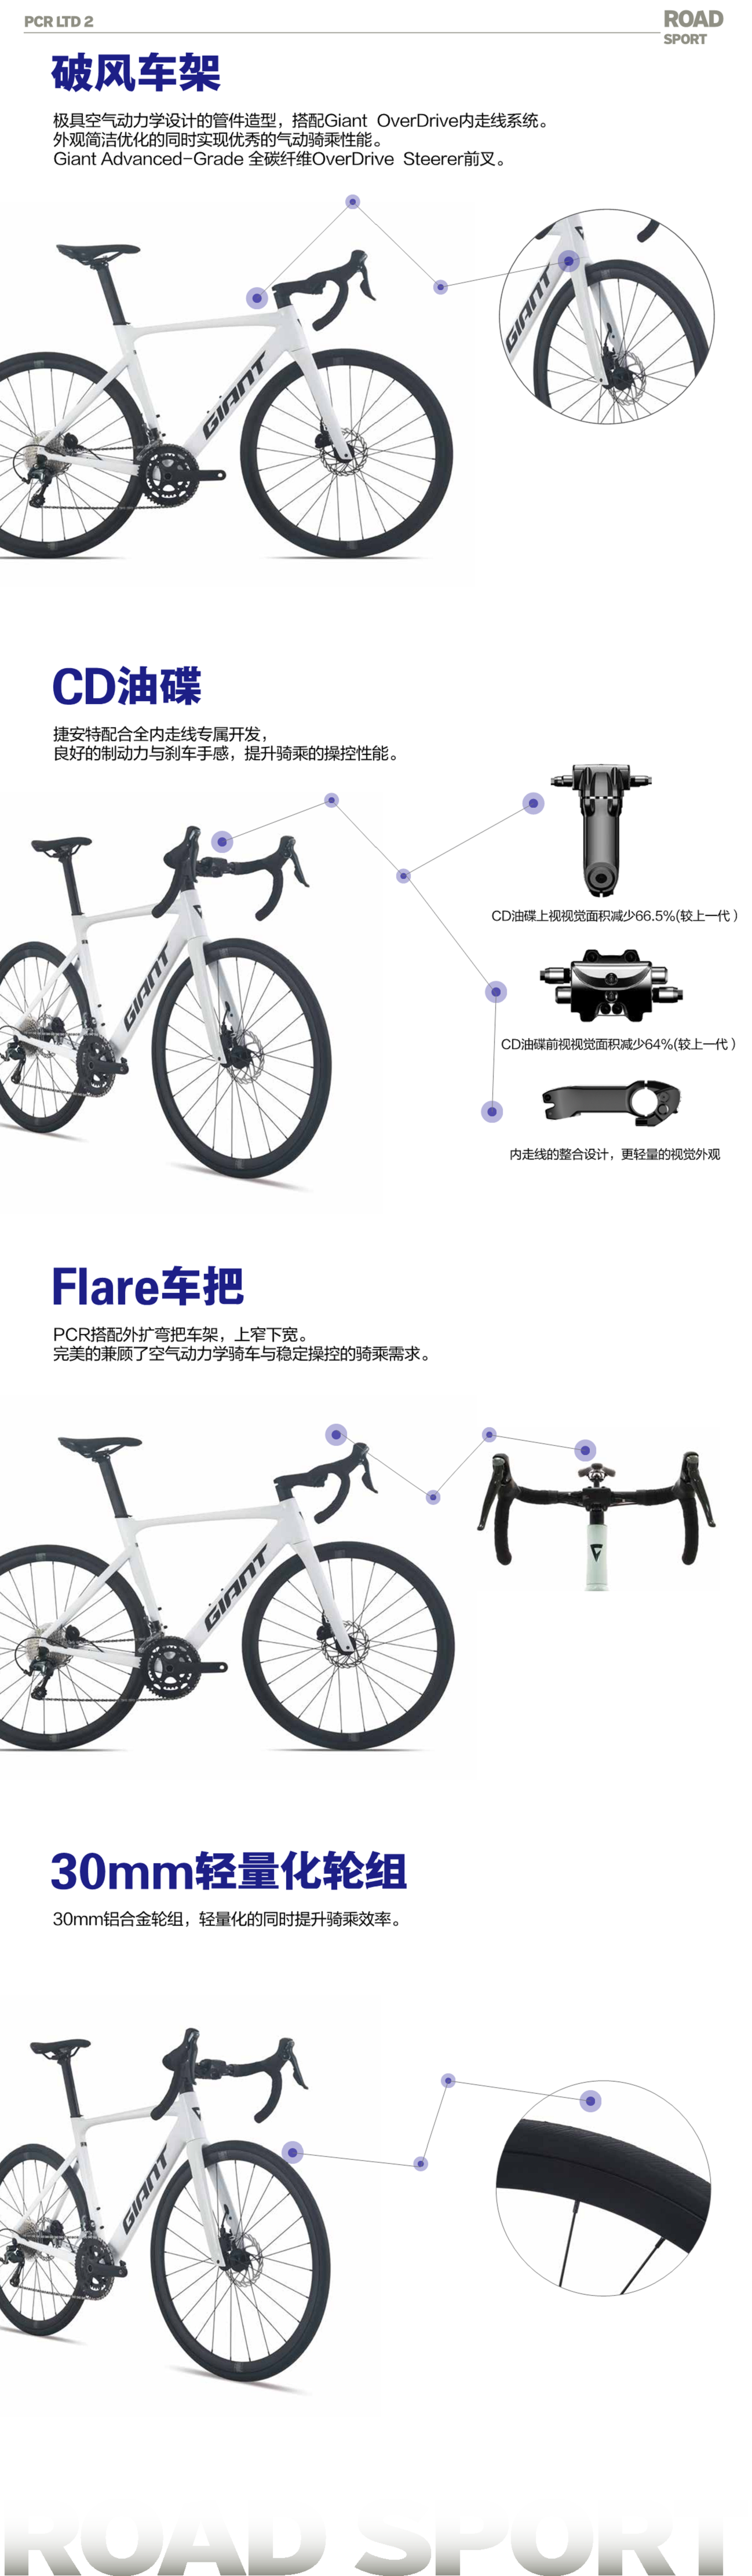 PCR LTD 2
ROAD
SPORT
破风车架
极具空气动力学设计的管件造型，搭配Giant OverDrive内走线系统。
外观简洁优化的同时实现优秀的气动骑乘性能。
Giant Advanced-Grade 全碳纤维OverDrive Steerer前叉。
GIANT
GIANT
CD油碟
捷安特配合全内走线专属开发，
良好的制动力与刹车手感，提升骑乘的操控性能。
CD油碟上视视觉面积减少66.5%(较上一代）
GIANT
CD油碟前视视觉面积减少64%(较上一代）
内走线的整合设计，更轻量的视觉外观
Flare车把
PCR搭配外扩弯把车架，上窄下宽。
完美的兼顾了空气动力学骑车与稳定操控的骑乘需求。
GIANT
30mm轻量化轮组
30mm铝合金轮组，轻量化的同时提升骑乘效率。
GIANT
ROAD SPORT